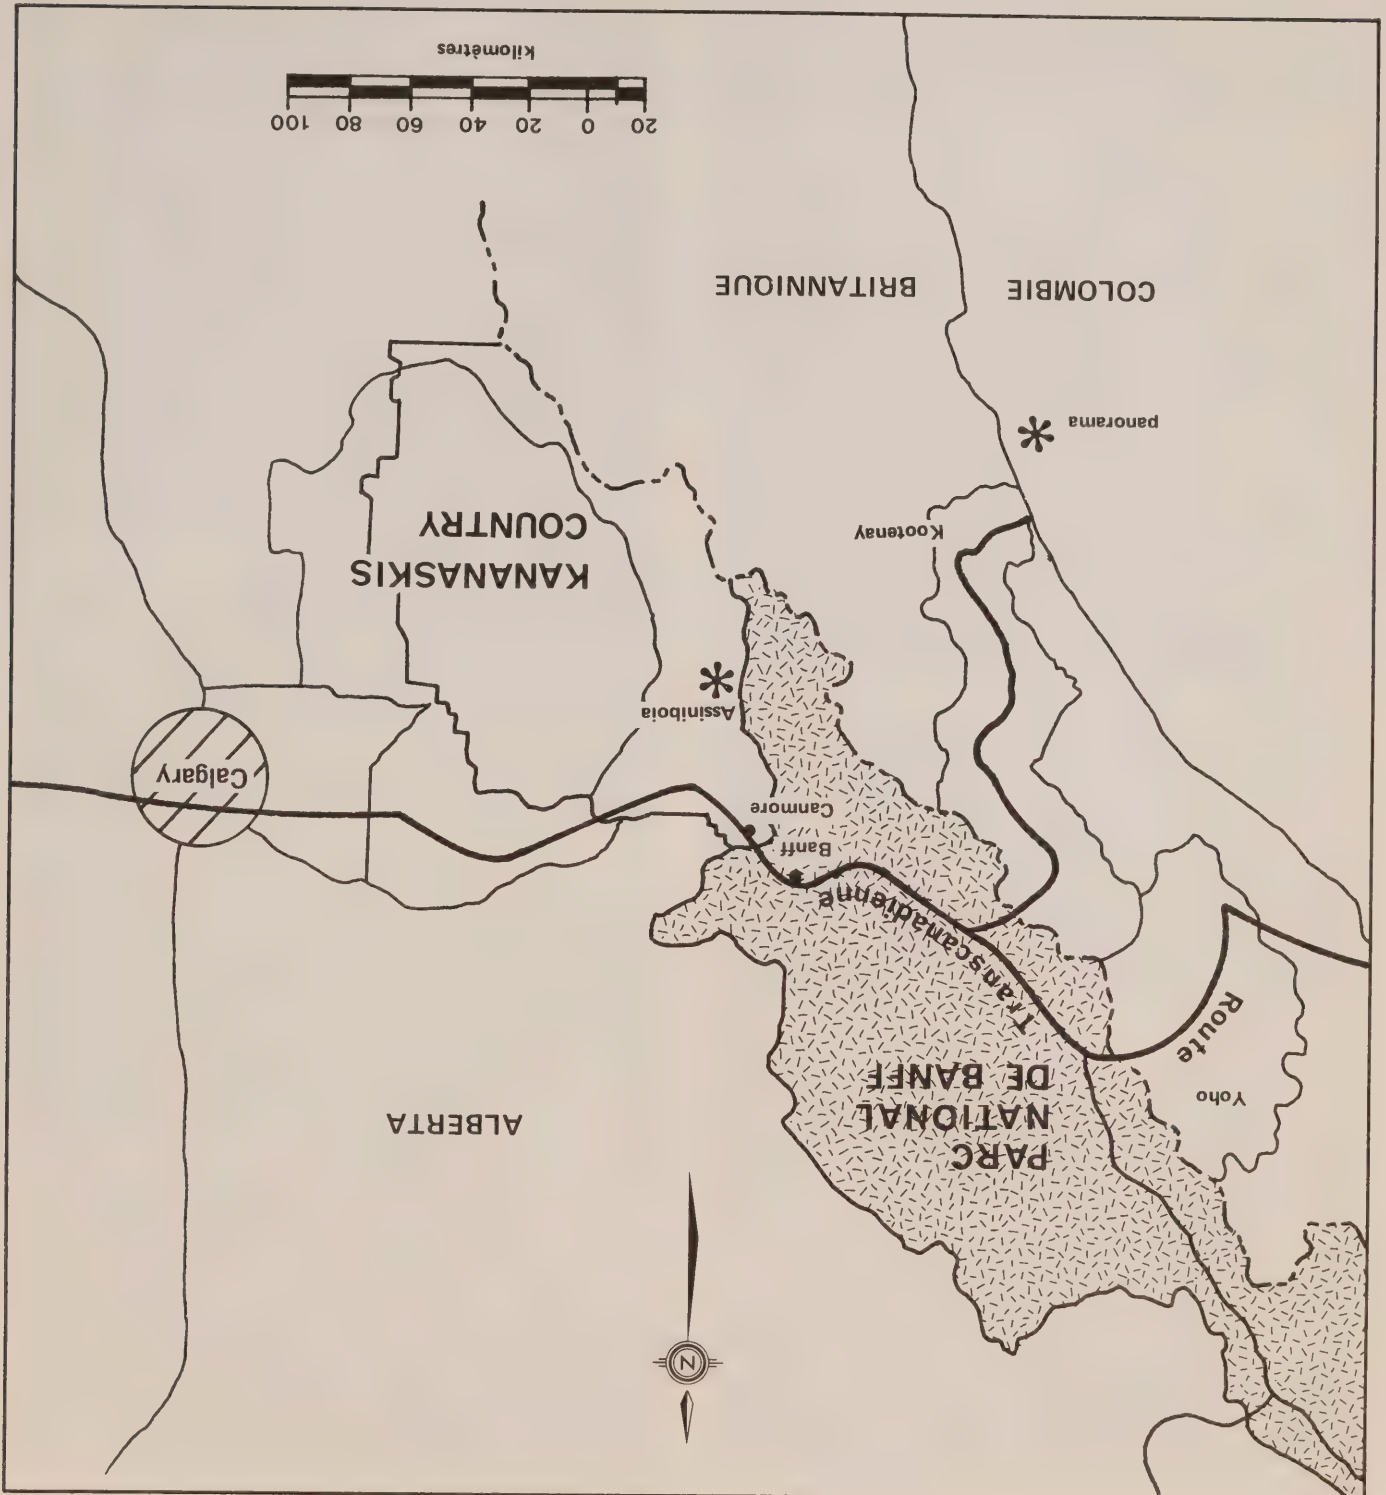 N
ALBERTA
PARC
NATIONAL
DE BANFF
Yoho
Route
Transcanadienne
Banff
Canmore
Calgary
Assiniboia
KANANASKIS
COUNTRY
Kootenay
panorama
COLOMBIE BRITANNIQUE
20 0 20 40 60 80 100
kilomètres